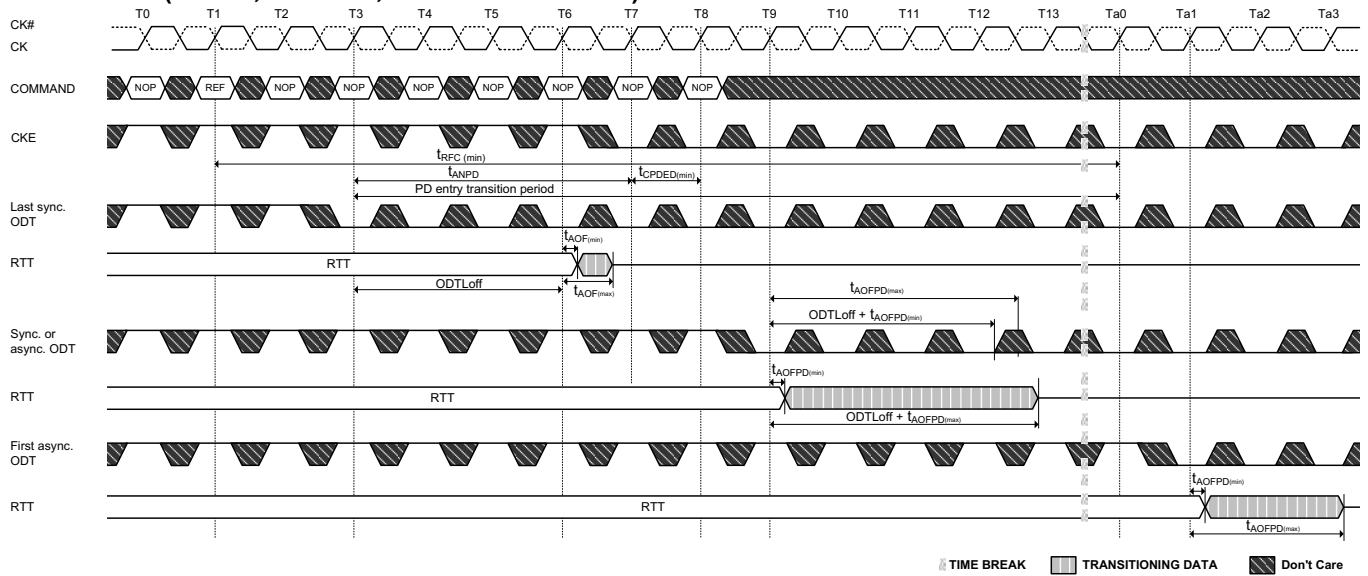 T0 T1 T2 T3 T4 T5 T6 T7 T8 T9 T10 T11 T12 T13 Ta0 Ta1 Ta2 Ta3
CK#
CK
COMMAND NOP REF NOP NOP NOP NOP NOP NOP NOP
CKE
tRFC (min)
tANPD tCPDED(min)
PD entry transition period
Last sync.
ODT
tAOF(min)
RTT RTT
ODTLoff tAOF(max)
tAOFPD(max)
ODTLoff + tAOFPD(min)
Sync. or
async. ODT
tAOFPD(min)
RTT RTT
ODTLoff + tAOFPD(max)
First async.
ODT
tAOFPD(min)
RTT RTT
tAOFPD(max)
TIME BREAK TRANSITIONING DATA Don't Care